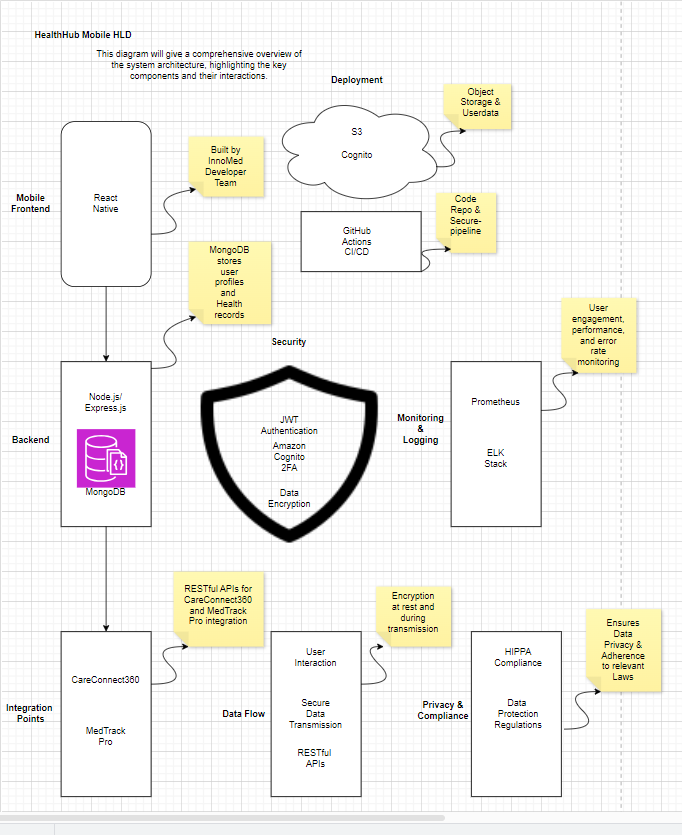 HealthHub Mobile HLD
This diagram will give a comprehensive overview of
the system architecture, highlighting the key
components and their interactions.
Deployment
Object
Storage &
Userdata
S3
Cognito
Built by
InnoMed
Developer
Team
Mobile
Frontend
React
Native
Code
Repo &
Secure-
pipeline
GitHub
Actions
CI/CD
MongoDB
stores
user
profiles
and
Health
records
User
engagement,
performance,
and error
rate
monitoring
Security
Node.js/
Express.js
Backend
MongoDB
JWT
Authentication
Amazon
Cognito
2FA
Data
Encryption
Monitoring
&
Logging
Prometheus
ELK
Stack
RESTful APIs for
CareConnect360
and MedTrack
Pro integration
Encryption
at rest and
during
transmission
Ensures
Data
Privacy &
Adherence
to relevant
Laws
Integration
Points
CareConnect360
MedTrack
Pro
Data Flow
User
Interaction
Secure
Data
Transmission
RESTful
APIs
Privacy &
Compliance
HIPPA
Compliance
Data
Protection
Regulations